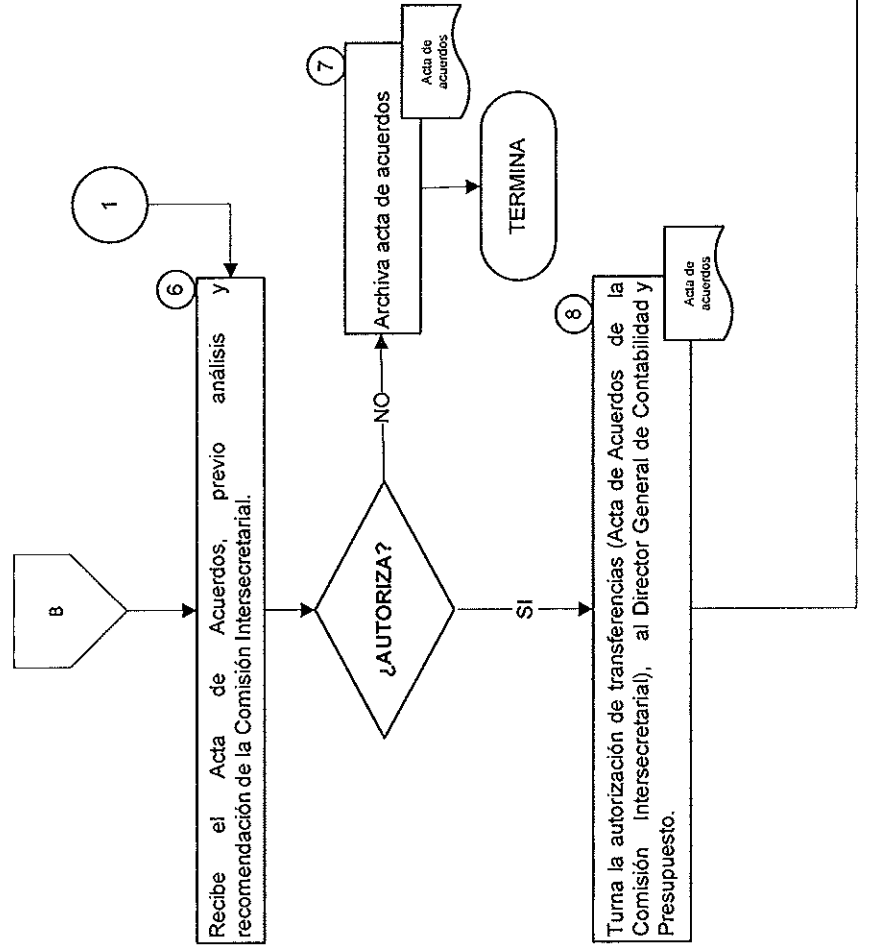 B
1
6
Recibe el Acta de Acuerdos, previo análisis y
recomendación de la Comisión Intersecretarial.
¿AUTORIZA?
NO
7
Archiva acta de acuerdos
Acta de
acuerdos
TERMINA
SI
8
Turna la autorización de transferencias (Acta de Acuerdos de la
Comisión Intersecretarial), al Director General de Contabilidad y
Presupuesto.
Acta de
acuerdos